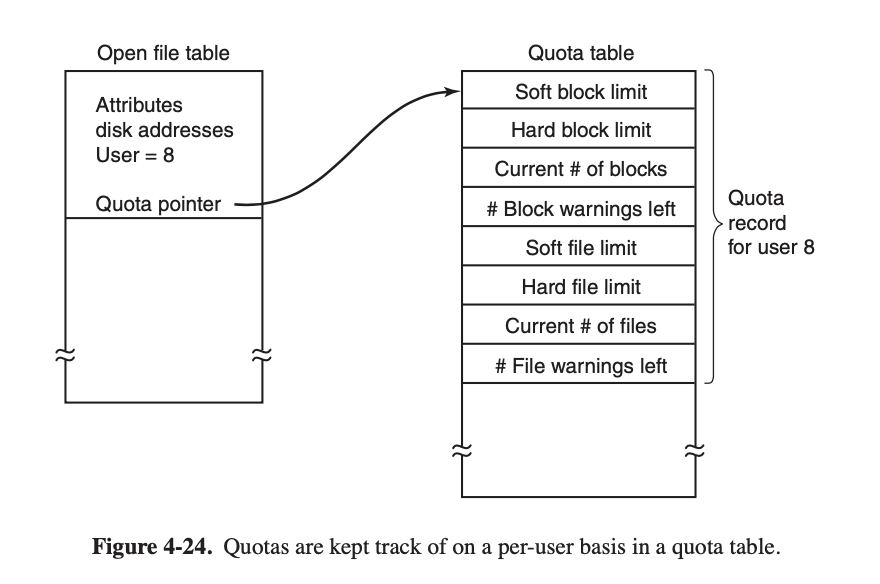 Open file table
Attributes
disk addresses
User = 8
Quota pointer
Quota table
Soft block limit
Hard block limit
Current # of blocks
# Block warnings left
Soft file limit
Hard file limit
Current # of files
# File warnings left
Quota
record
for user 8
Figure 4-24. Quotas are kept track of on a per-user basis in a quota table.